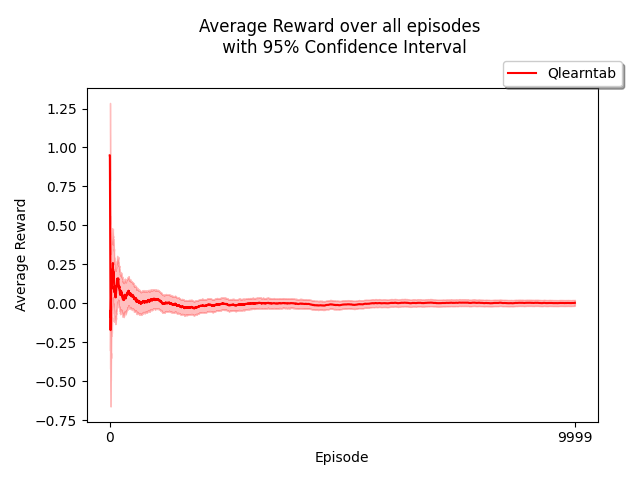 Average Reward over all episodes
with 95% Confidence Interval
Qlearntab
1.25
1.00
0.75
0.50
0.25
0.00
−0.25
−0.50
−0.75
Average Reward
0
9999
Episode